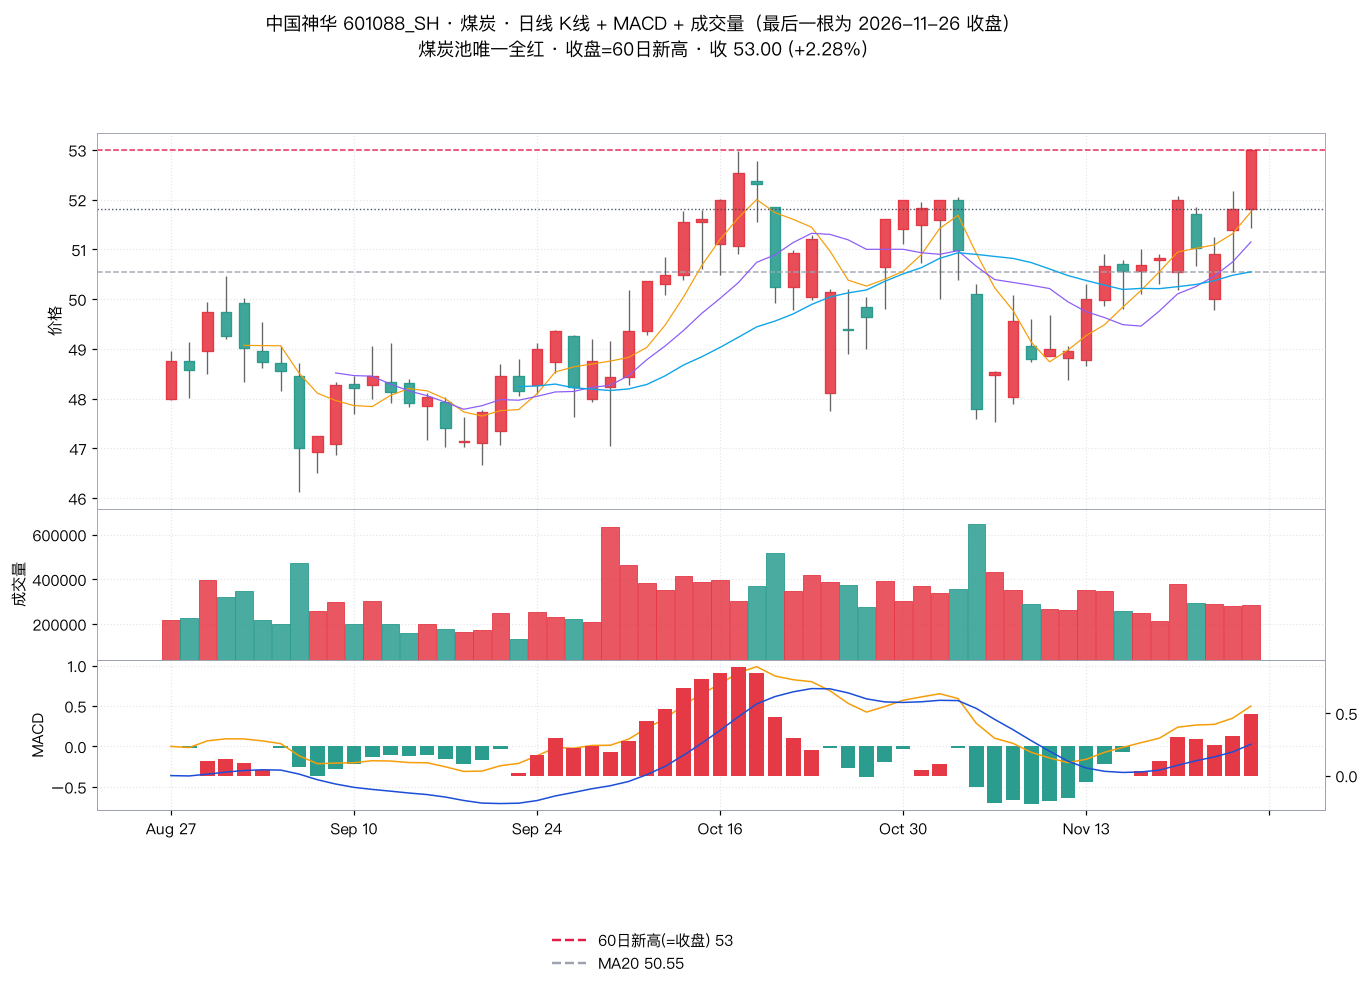 中国神华 601088_SH · 煤炭 · 日线 K线 + MACD + 成交量（最后一根为 2026−11−26 收盘）
煤炭池唯一全红 · 收盘=60日新高 · 收 53.00 (+2.28%)
53
52
51
50
49
48
47
46
价格
600000
400000
200000
成交量
1.0
0.5
0.0
−0.5
MACD
0.5
0.0
Aug 27
Sep 10
Sep 24
Oct 16
Oct 30
Nov 13
60日新高(=收盘) 53
MA20 50.55